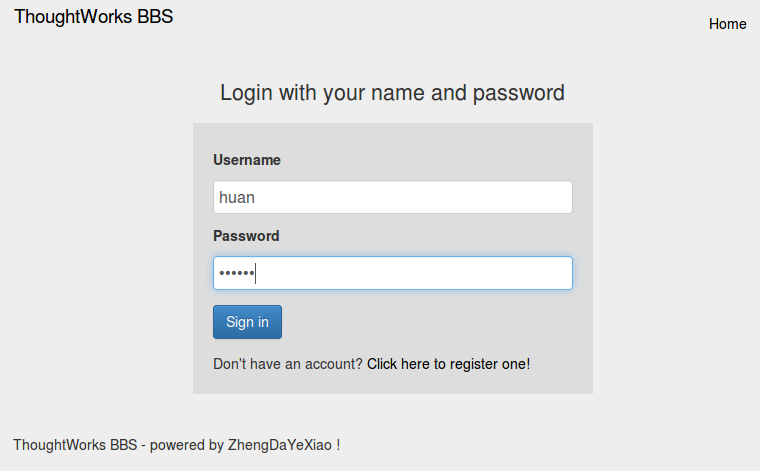 ThoughtWorks BBS
Home
Login with your name and password
Username
huan
Password
••••••
Sign in
Don't have an account? Click here to register one!
ThoughtWorks BBS - powered by ZhengDaYeXiao !